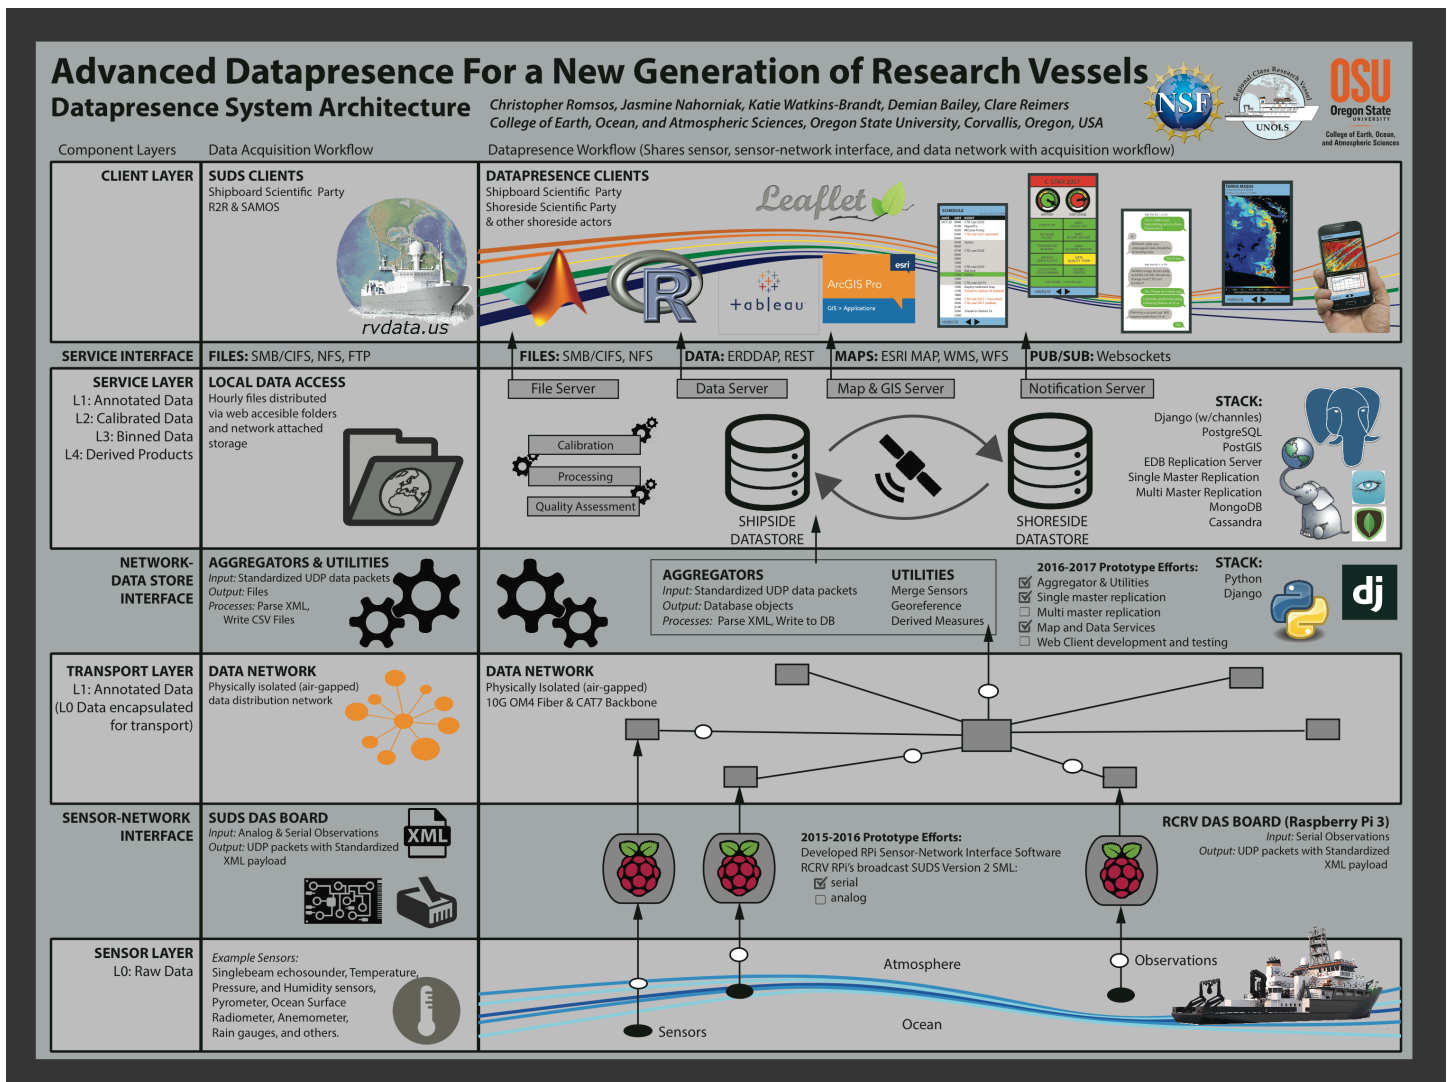 Advanced Datapresence For a New Generation of Research Vessels
Datapresence System Architecture
Christopher Romsos, Jasmine Nahorniak, Katie Watkins-Brandt, Demian Bailey, Clare Reimers
College of Earth, Ocean, and Atmospheric Sciences, Oregon State University, Corvallis, Oregon, USA
NSF
Regional Class Research Vessel
UNOLS
OSU
Oregon State
UNIVERSITY
College of Earth, Ocean,
and Atmospheric Sciences
Component Layers
Data Acquisition Workflow
Datapresence Workflow (Shares sensor, sensor-network interface, and data network with acquisition workflow)
CLIENT LAYER
SUDS CLIENTS
Shipboard Scientific Party
R2R & SAMOS
rvdata.us
DATAPRESENCE CLIENTS
Shipboard Scientific Party
Shoreside Scientific Party
& other shoreside actors
Leaflet
R
+ableau
esri
ArcGIS Pro
GIS > Applications
SCHEDULE
TERRA MODIS
SERVICE INTERFACE
FILES: SMB/CIFS, NFS, FTP
FILES: SMB/CIFS, NFS
DATA: ERDDAP, REST
MAPS: ESRI MAP, WMS, WFS
PUB/SUB: Websockets
SERVICE LAYER
L1: Annotated Data
L2: Calibrated Data
L3: Binned Data
L4: Derived Products
LOCAL DATA ACCESS
Hourly files distributed
via web accesible folders
and network attached
storage
File Server
Data Server
Map & GIS Server
Notification Server
Calibration
Processing
Quality Assessment
SHIPSIDE
DATASTORE
SHORESIDE
DATASTORE
STACK:
Django (w/channles)
PostgreSQL
PostGIS
EDB Replication Server
Single Master Replication
Multi Master Replication
MongoDB
Cassandra
NETWORK-
DATA STORE
INTERFACE
AGGREGATORS & UTILITIES
Input: Standardized UDP data packets
Output: Files
Processes: Parse XML,
Write CSV Files
AGGREGATORS
Input: Standardized UDP data packets
Output: Database objects
Processes: Parse XML, Write to DB
UTILITIES
Merge Sensors
Georeference
Derived Measures
2016-2017 Prototype Efforts:
Aggregator & Utilities
Single master replication
Multi master replication
Map and Data Services
Web Client development and testing
STACK:
Python
Django
dj
TRANSPORT LAYER
L1: Annotated Data
(L0 Data encapsulated
for transport)
DATA NETWORK
Physically isolated (air-gapped)
data distribution network
DATA NETWORK
Physically Isolated (air-gapped)
10G OM4 Fiber & CAT7 Backbone
SENSOR-NETWORK
INTERFACE
SUDS DAS BOARD
Input: Analog & Serial Observations
Output: UDP packets with Standardized
XML payload
XML
2015-2016 Prototype Efforts:
Developed RPi Sensor-Network Interface Software
RCRV RPi's broadcast SUDS Version 2 SML:
serial
analog
RCRV DAS BOARD (Raspberry Pi 3)
Input: Serial Observations
Output: UDP packets with Standardized
XML payload
SENSOR LAYER
L0: Raw Data
Example Sensors:
Singlebeam echosounder, Temperature,
Pressure, and Humidity sensors,
Pyrometer, Ocean Surface
Radiometer, Anemometer,
Rain gauges, and others.
Atmosphere
Observations
Ocean
Sensors